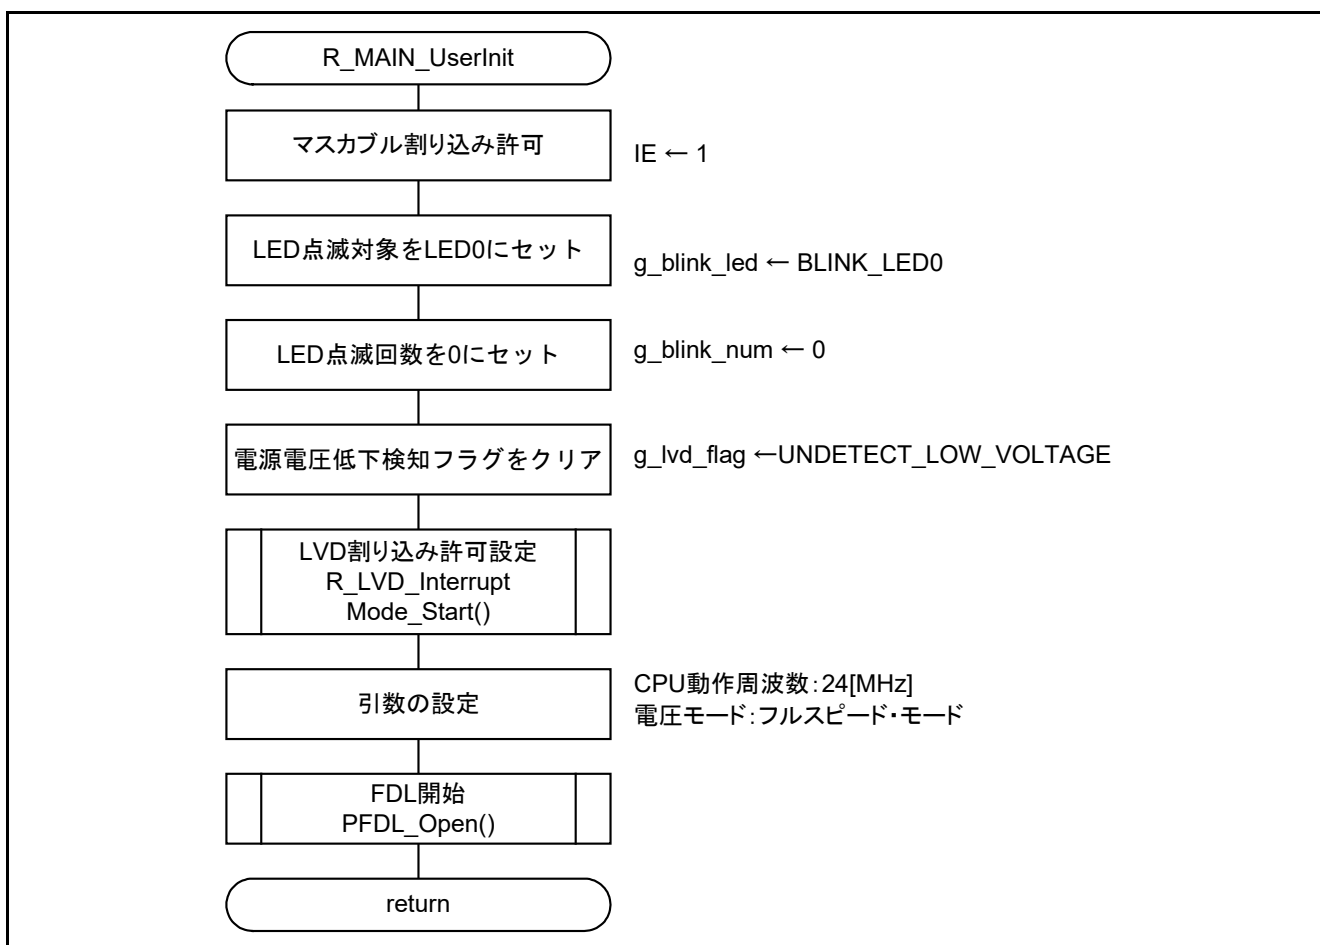 R_MAIN_UserInit
マスカブル割り込み許可
IE ← 1
LED点滅対象をLED0にセット
g_blink_led ← BLINK_LED0
LED点滅回数を0にセット
g_blink_num ← 0
電源電圧低下検知フラグをクリア
g_lvd_flag ←UNDETECT_LOW_VOLTAGE
LVD割り込み許可設定
R_LVD_Interrupt
Mode_Start()
引数の設定
CPU動作周波数:24[MHz]
電圧モード:フルスピード・モード
FDL開始
PFDL_Open()
return